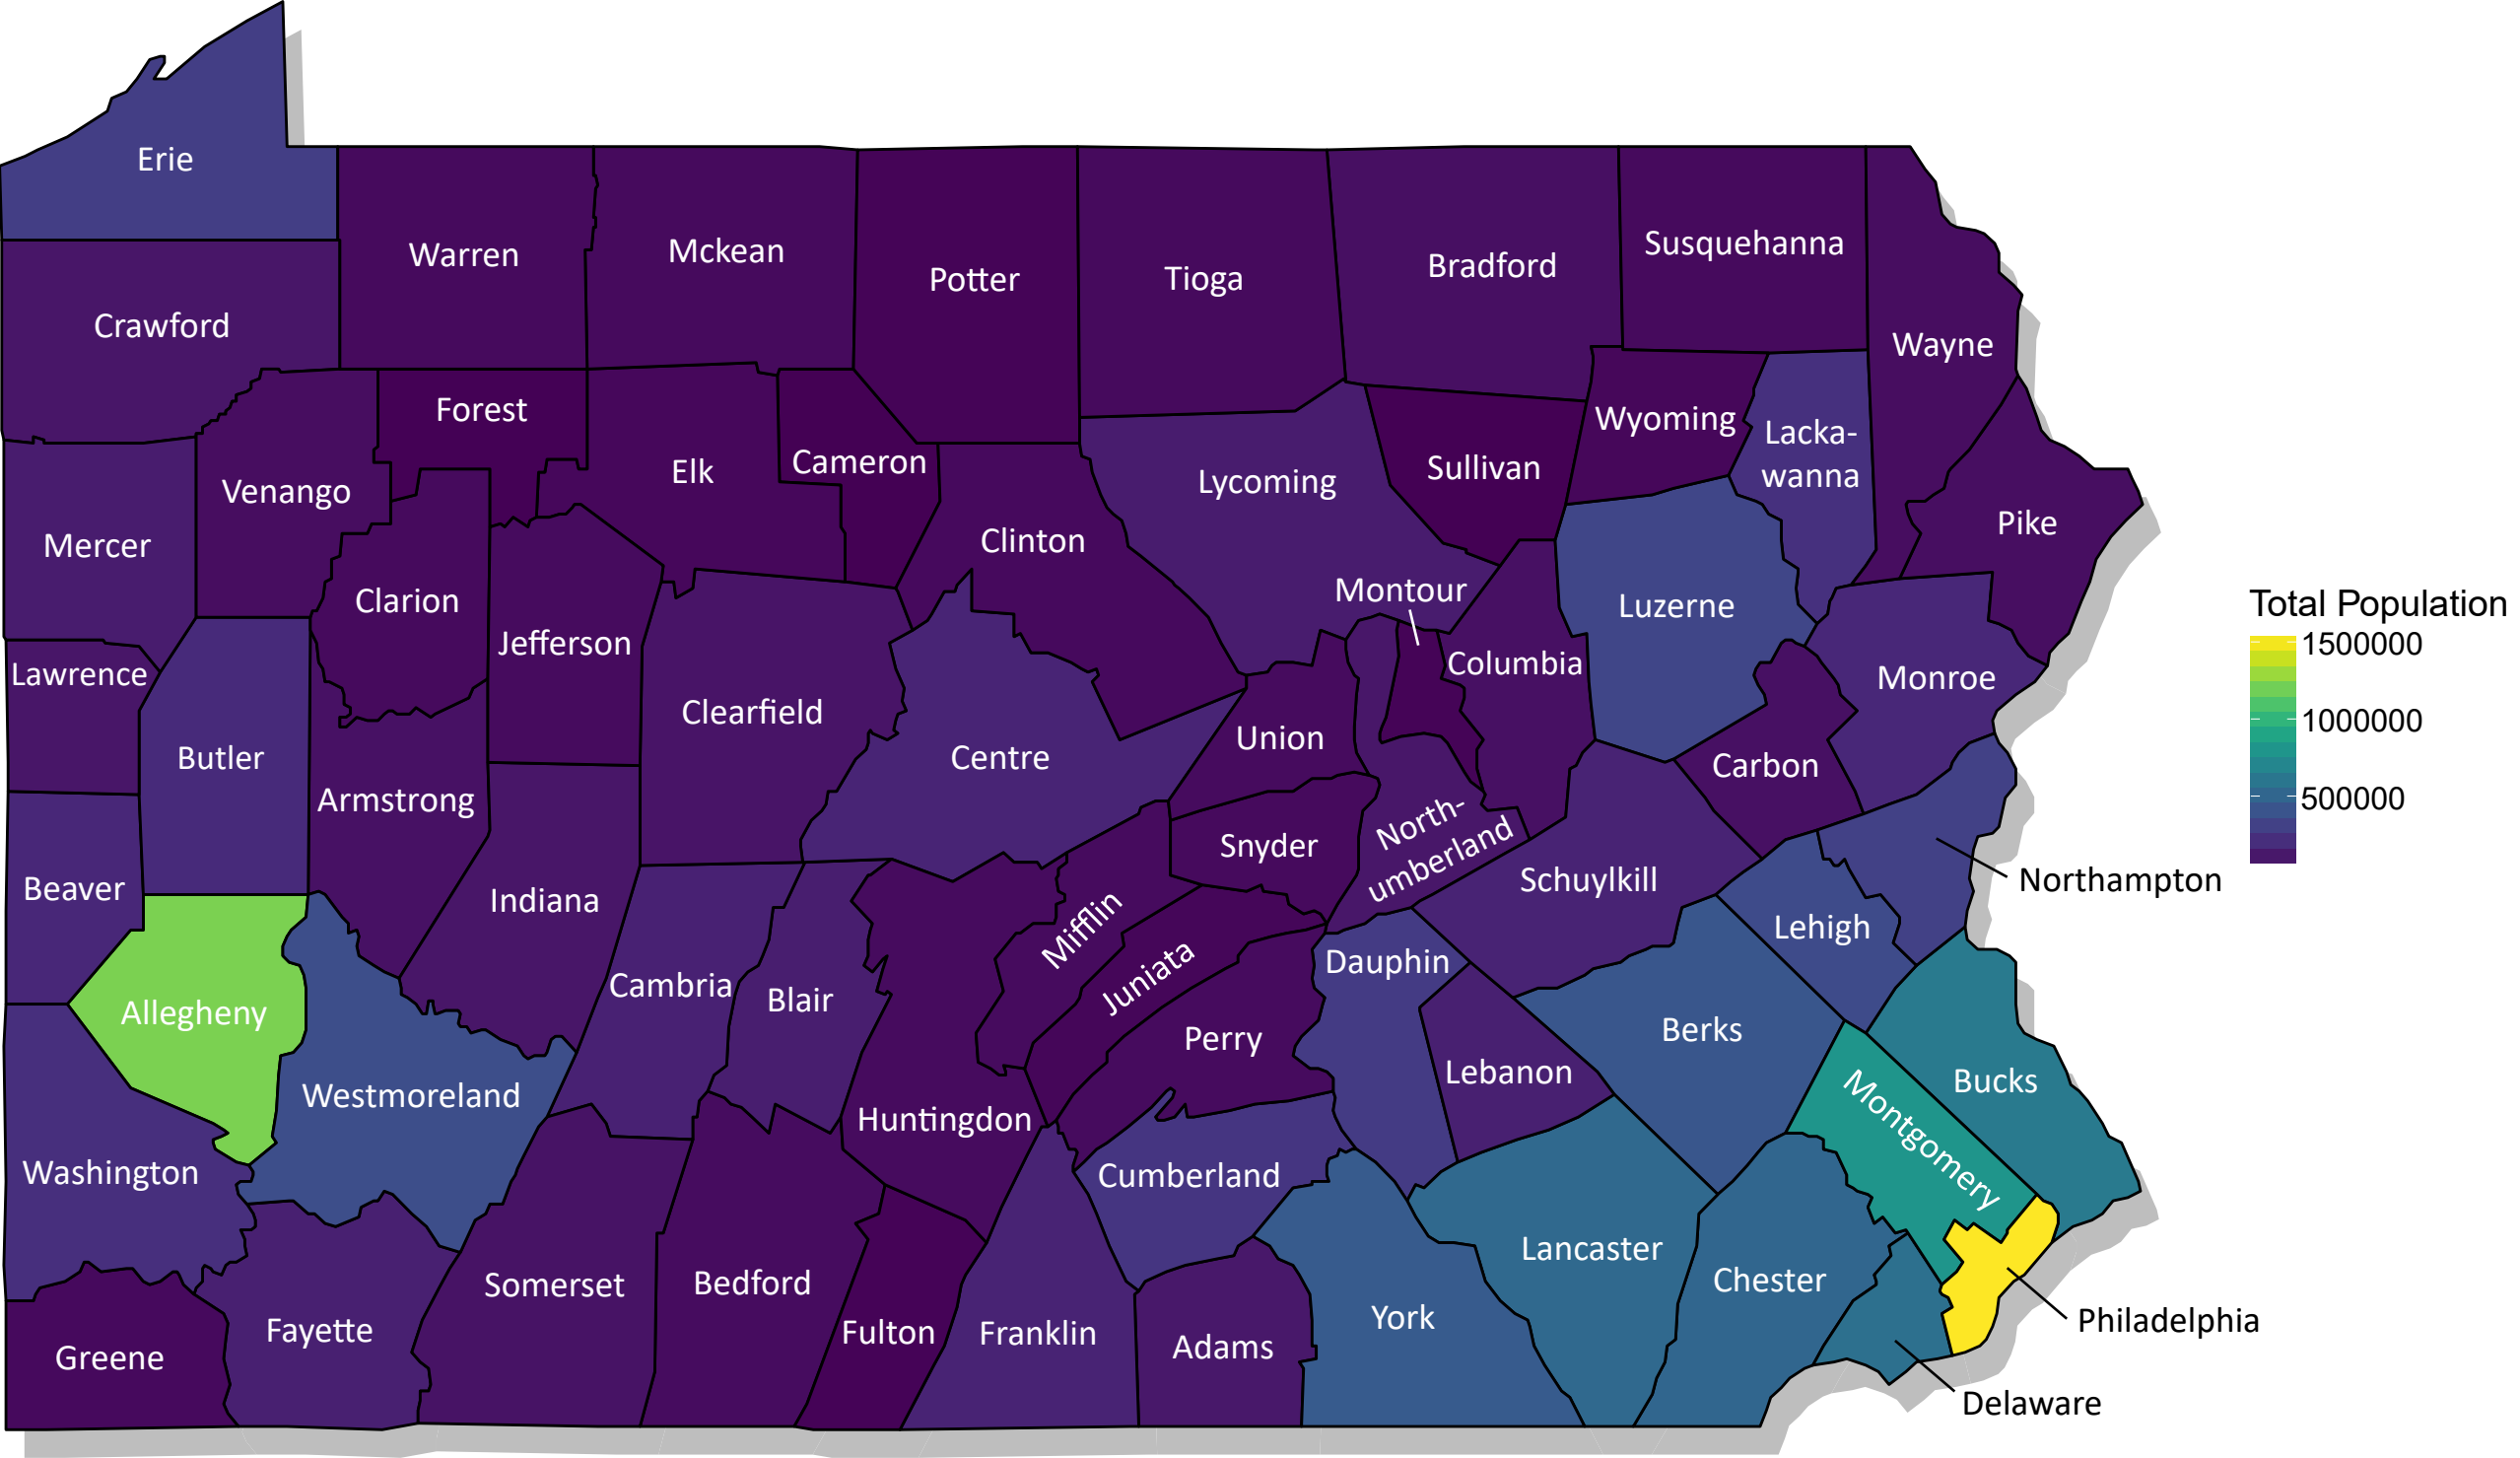 Erie
Warren
Mckean
Potter
Tioga
Bradford
Susquehanna
Wayne
Crawford
Forest
Elk
Cameron
Lycoming
Sullivan
Wyoming
Lacka-
wanna
Pike
Venango
Mercer
Clarion
Jefferson
Clinton
Montour
Luzerne
Columbia
Monroe
Lawrence
Butler
Armstrong
Clearfield
Centre
Union
Carbon
Snyder
North-
umberland
Schuylkill
Northampton
Lehigh
Beaver
Indiana
Mifflin
Juniata
Dauphin
Allegheny
Cambria
Blair
Perry
Lebanon
Berks
Bucks
Westmoreland
Huntingdon
Montgomery
Washington
Cumberland
Lancaster
Chester
Somerset
Bedford
Fayette
Fulton
Franklin
Adams
York
Greene
Philadelphia
Delaware
Total Population
1500000
1000000
500000